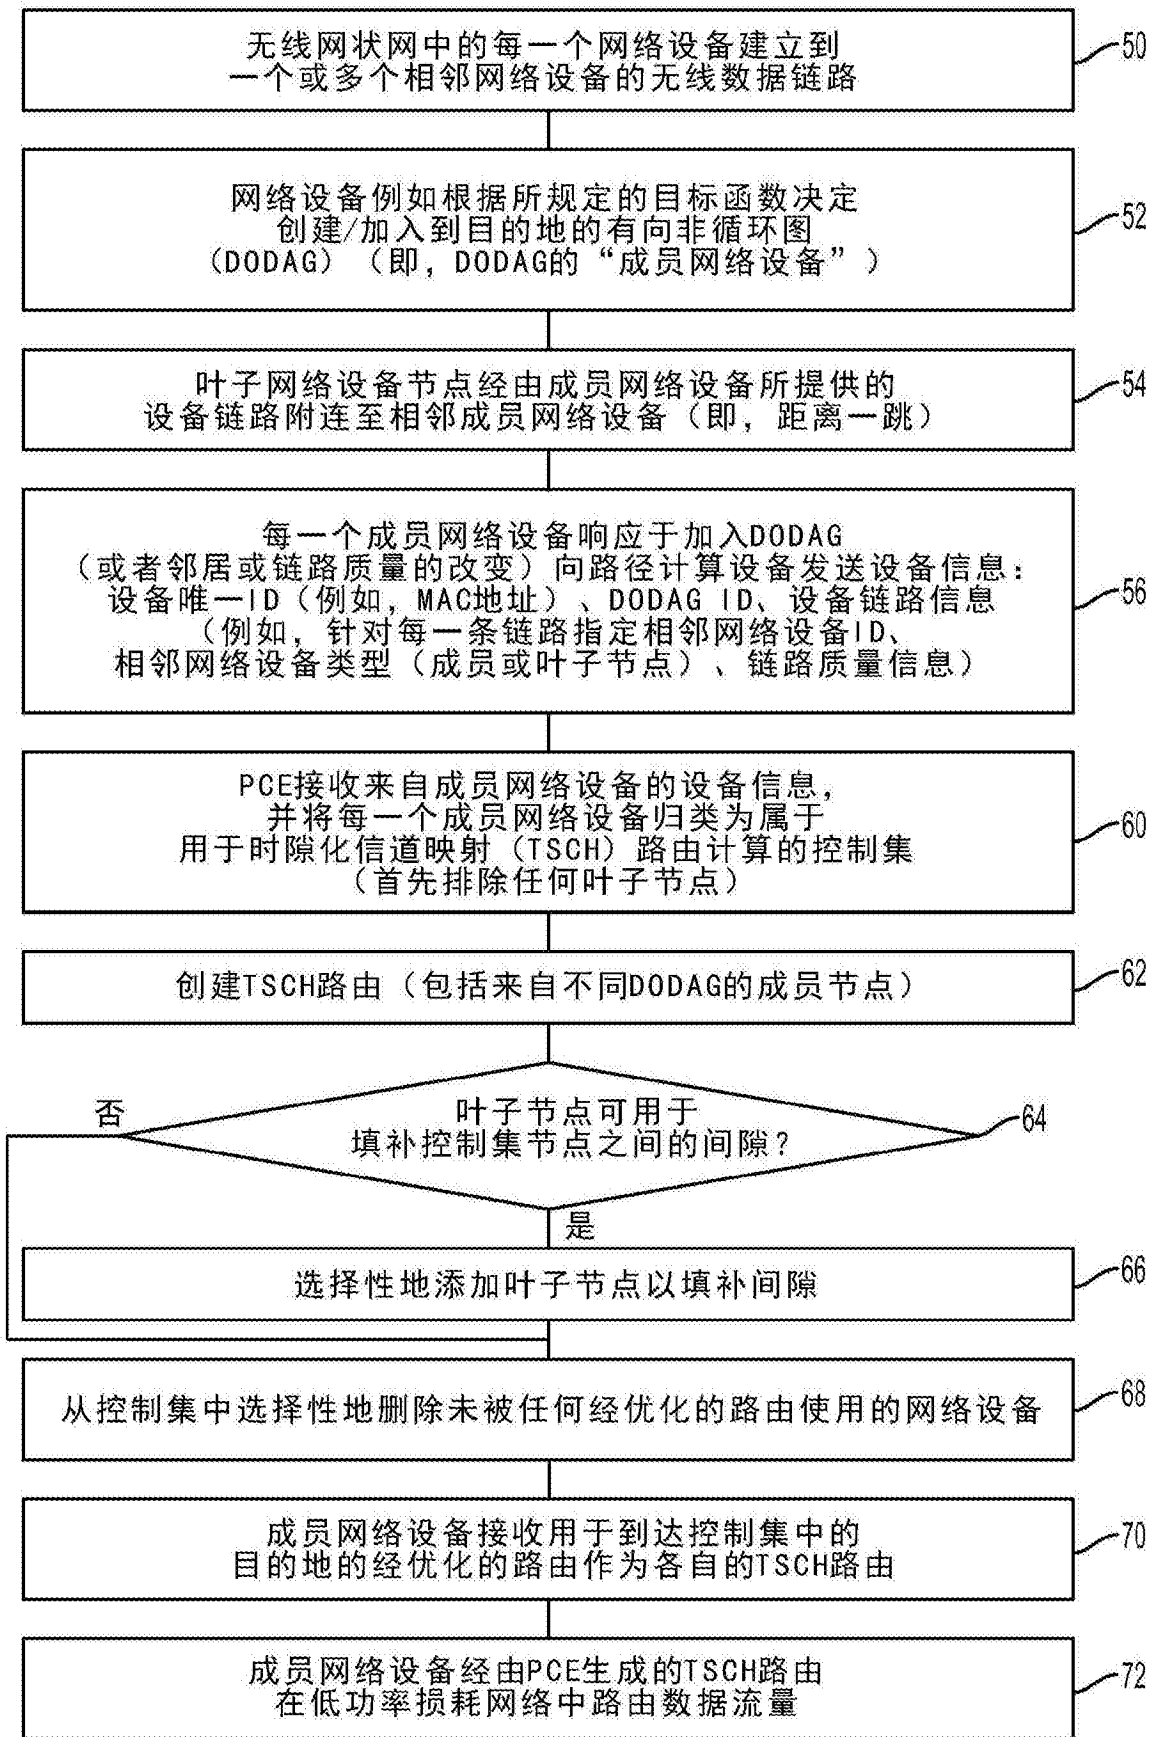 无线网状网中的每一个网络设备建立到
一个或多个相邻网络设备的无线数据链路
50
网络设备例如根据所规定的目标函数决定
创建/加入到目的地的有向非循环图
（DODAG）（即，DODAG的“成员网络设备”）
52
叶子网络设备节点经由成员网络设备所提供的
设备链路附连至相邻成员网络设备（即，距离一跳）
54
每一个成员网络设备响应于加入DODAG
（或者邻居或链路质量的改变）向路径计算设备发送设备信息：
设备唯一ID（例如，MAC地址）、DODAG ID、设备链路信息
（例如，针对每一条链路指定相邻网络设备ID、
相邻网络设备类型（成员或叶子节点）、链路质量信息）
56
PCE接收来自成员网络设备的设备信息，
并将每一个成员网络设备归类为属于
用于时隙化信道映射（TSCH）路由计算的控制集
（首先排除任何叶子节点）
60
创建TSCH路由（包括来自不同DODAG的成员节点）
62
否
叶子节点可用于
填补控制集节点之间的间隙？
64
是
选择性地添加叶子节点以填补间隙
66
从控制集中选择性地删除未被任何经优化的路由使用的网络设备
68
成员网络设备接收用于到达控制集中的
目的地的经优化的路由作为各自的TSCH路由
70
成员网络设备经由PCE生成的TSCH路由
在低功率损耗网络中路由数据流量
72